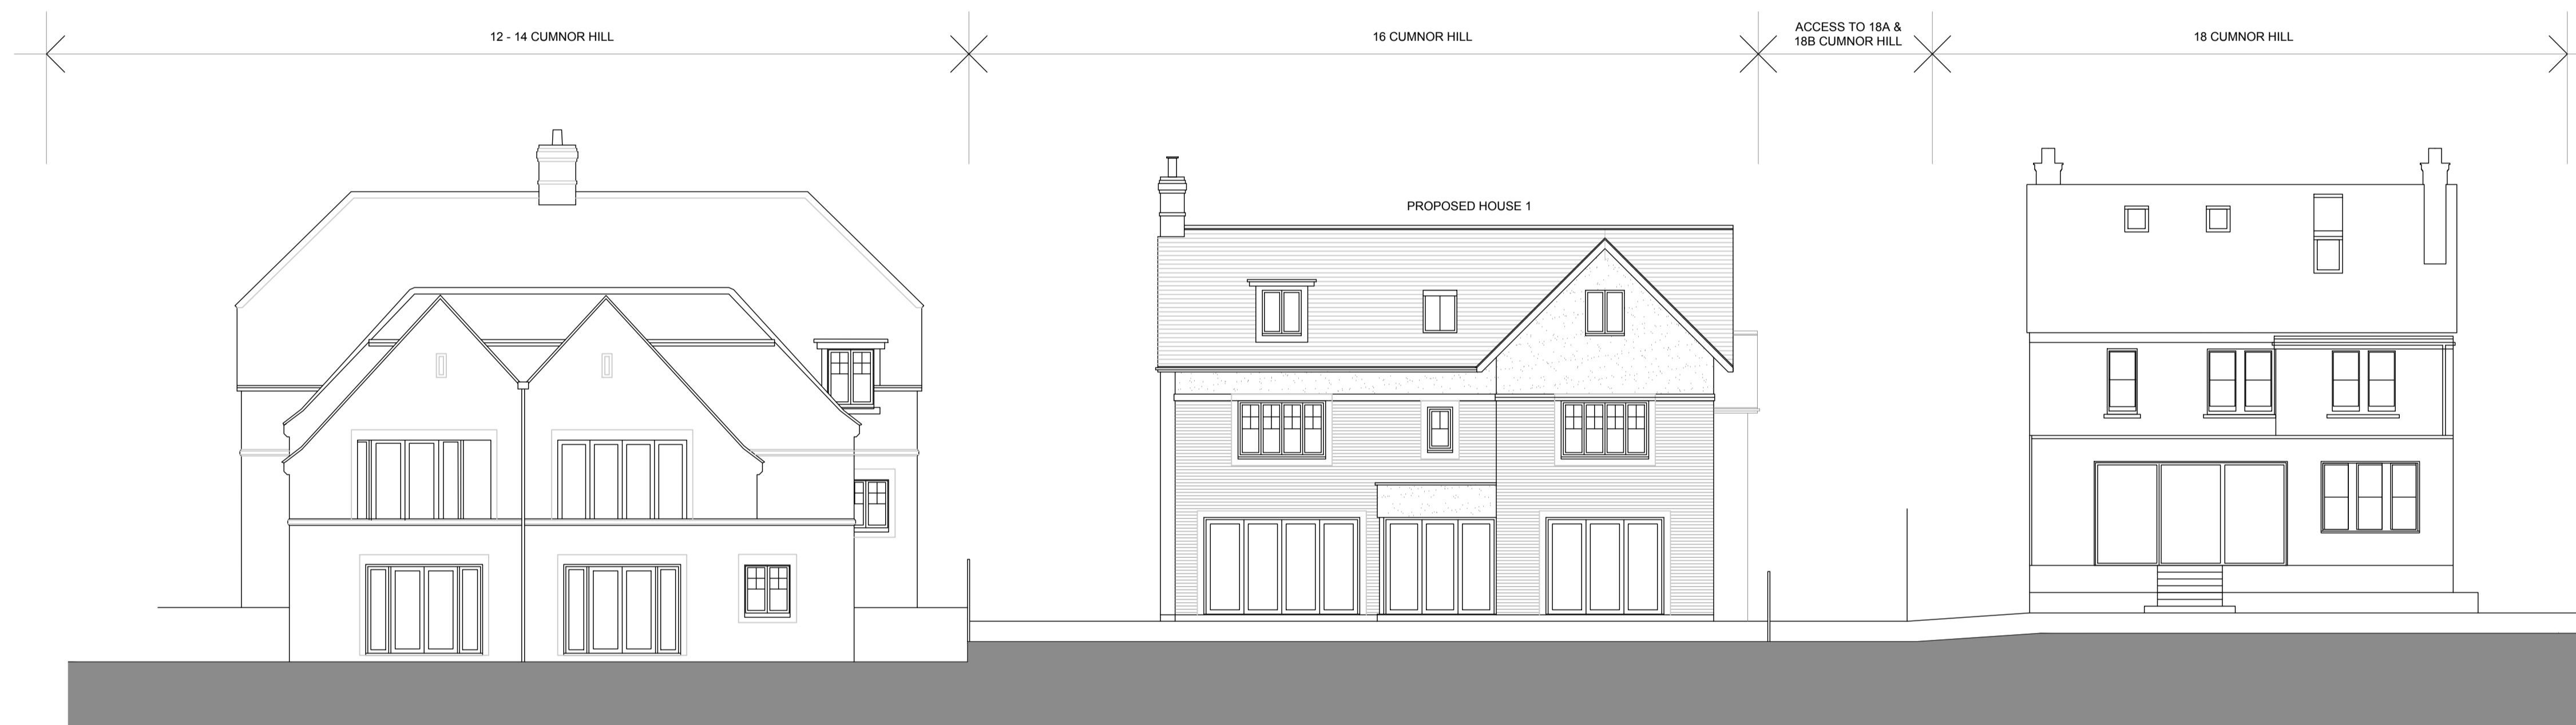 12 - 14 CUMNOR HILL
16 CUMNOR HILL
ACCESS TO 18A &
18B CUMNOR HILL
18 CUMNOR HILL
PROPOSED HOUSE 1